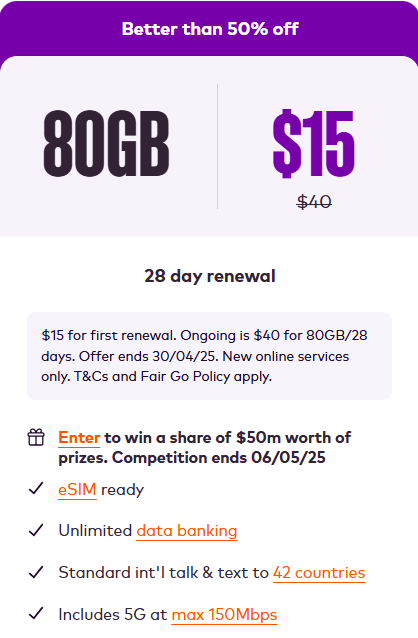 Better than 50% off
80GB
$15
$40
28 day renewal
$15 for first renewal. Ongoing is $40 for 80GB/28
days. Offer ends 30/04/25. New online services
only. T&Cs and Fair Go Policy apply.
Enter to win a share of $50m worth of
prizes. Competition ends 06/05/25
eSIM ready
Unlimited data banking
Standard int'l talk & text to 42 countries
Includes 5G at max 150Mbps